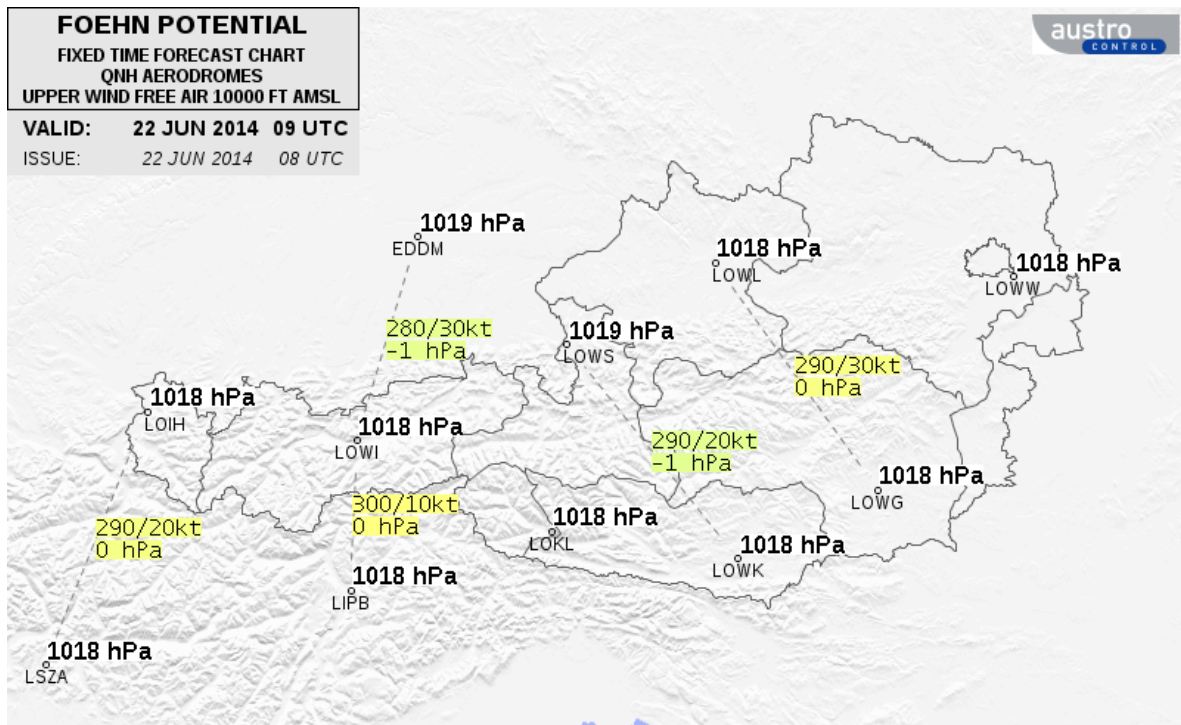 FOEHN POTENTIAL
FIXED TIME FORECAST CHART
QNH AERODROMES
UPPER WIND FREE AIR 10000 FT AMSL
VALID: 22 JUN 2014 09 UTC
ISSUE: 22 JUN 2014 08 UTC
austro
CONTROL
1019 hPa
EDDM
1018 hPa
LOWL
1018 hPa
LOWW
280/30kt
-1 hPa
1019 hPa
LOWS
290/30kt
0 hPa
1018 hPa
LOIH
1018 hPa
LOWI
290/20kt
-1 hPa
1018 hPa
LOWG
300/10kt
0 hPa
290/20kt
0 hPa
1018 hPa
LOKL
1018 hPa
LOWK
1018 hPa
LIPB
1018 hPa
LSZA